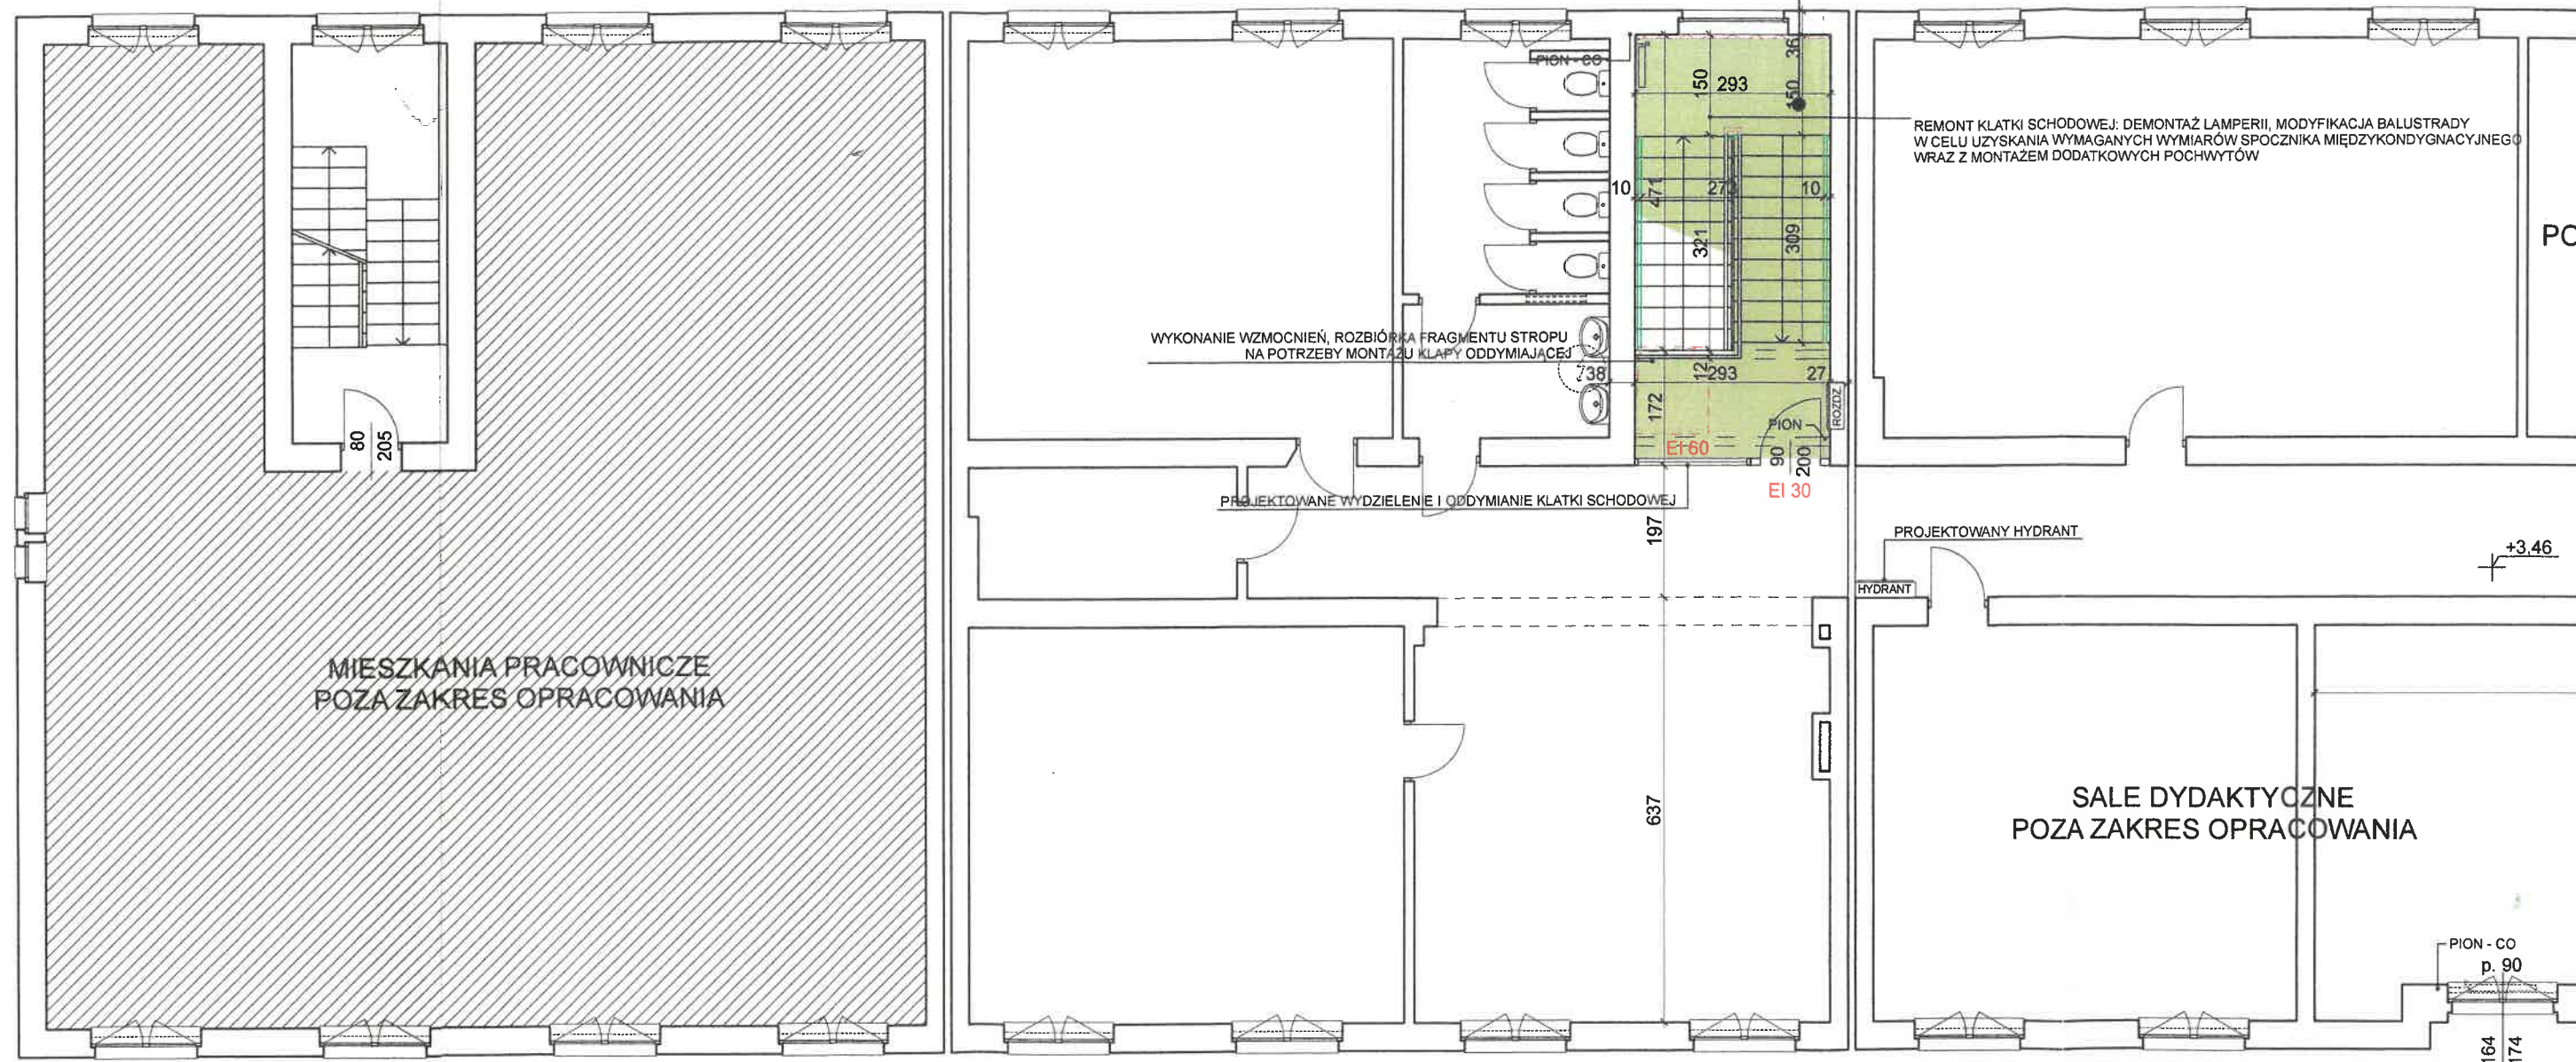 PION - CO
36
150
293
150
REMONT KLATKI SCHODOWEJ: DEMONTAŻ LAMPERII, MODYFIKACJA BALUSTRADY
W CELU UZYSKANIA WYMAGANYCH WYMIARÓW SPOCZNIKA MIĘDZYKONDYGNACYJNEGO
WRAZ Z MONTAŻEM DODATKOWYCH POCHWYTÓW
10
471
273
10
321
309
PO
WYKONANIE WZMOCNIEŃ, ROZBIÓRKA FRAGMENTU STROPU
NA POTRZEBY MONTAŻU KLAPY ODDYMIAJĄCEJ
38
12
293
27
172
ROZDZ.
PION
EI 60
90
200
EI 30
80
205
PROJEKTOWANE WYDZIELENIE I ODDYMIANIE KLATKI SCHODOWEJ
197
PROJEKTOWANY HYDRANT
+3,46
HYDRANT
MIESZKANIA PRACOWNICZE
POZA ZAKRES OPRACOWANIA
637
SALE DYDAKTYCZNE
POZA ZAKRES OPRACOWANIA
PION - CO
p. 90
164
174